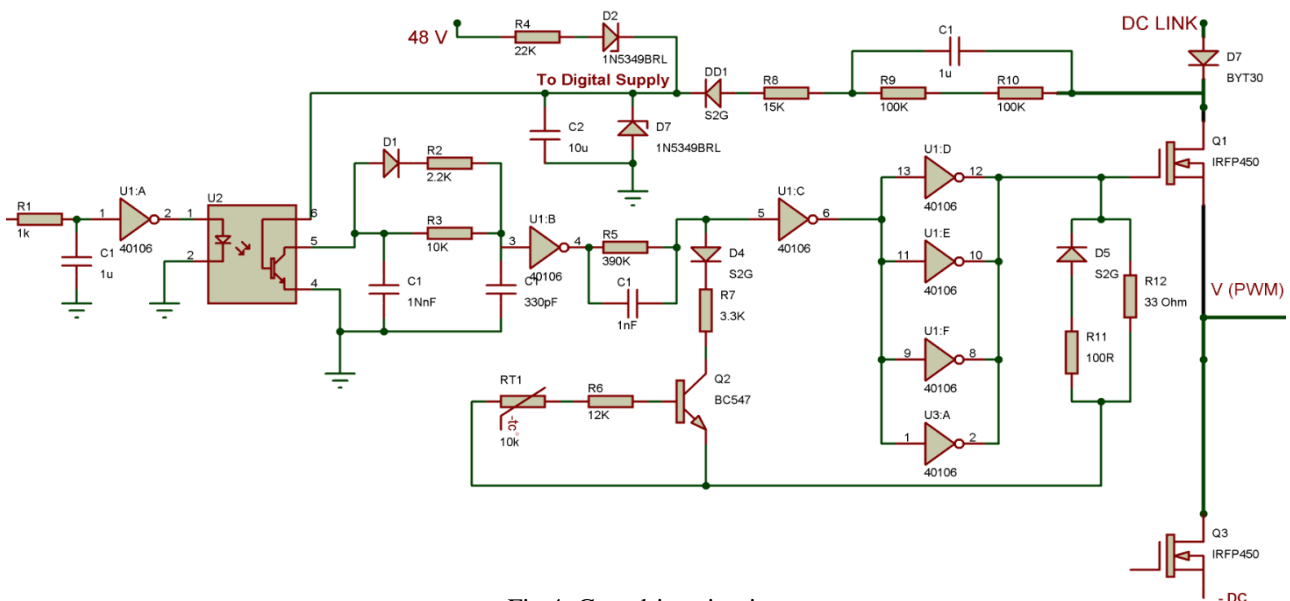 48 V
R4
22K
D2
1N5349BRL
To Digital Supply
DD1
S2G
R8
15K
C1
1u
R9
100K
R10
100K
DC LINK
D7
BYT30
C2
10u
D7
1N5349BRL
Q1
IRFP450
R1
1k
C1
1u
U1:A
1
2
40106
U2
1
2
6
5
4
D1
R2
2.2K
R3
10K
C1
1NnF
C1
330pF
U1:B
3
4
40106
R5
390K
C1
1nF
D4
S2G
R7
3.3K
U1:C
5
6
40106
U1:D
13
12
40106
U1:E
11
10
40106
U1:F
9
8
40106
U3:A
1
2
40106
D5
S2G
R12
33 Ohm
R11
100R
V (PWM)
RT1
-tc°
10k
R6
12K
Q2
BC547
Q3
IRFP450
- DC